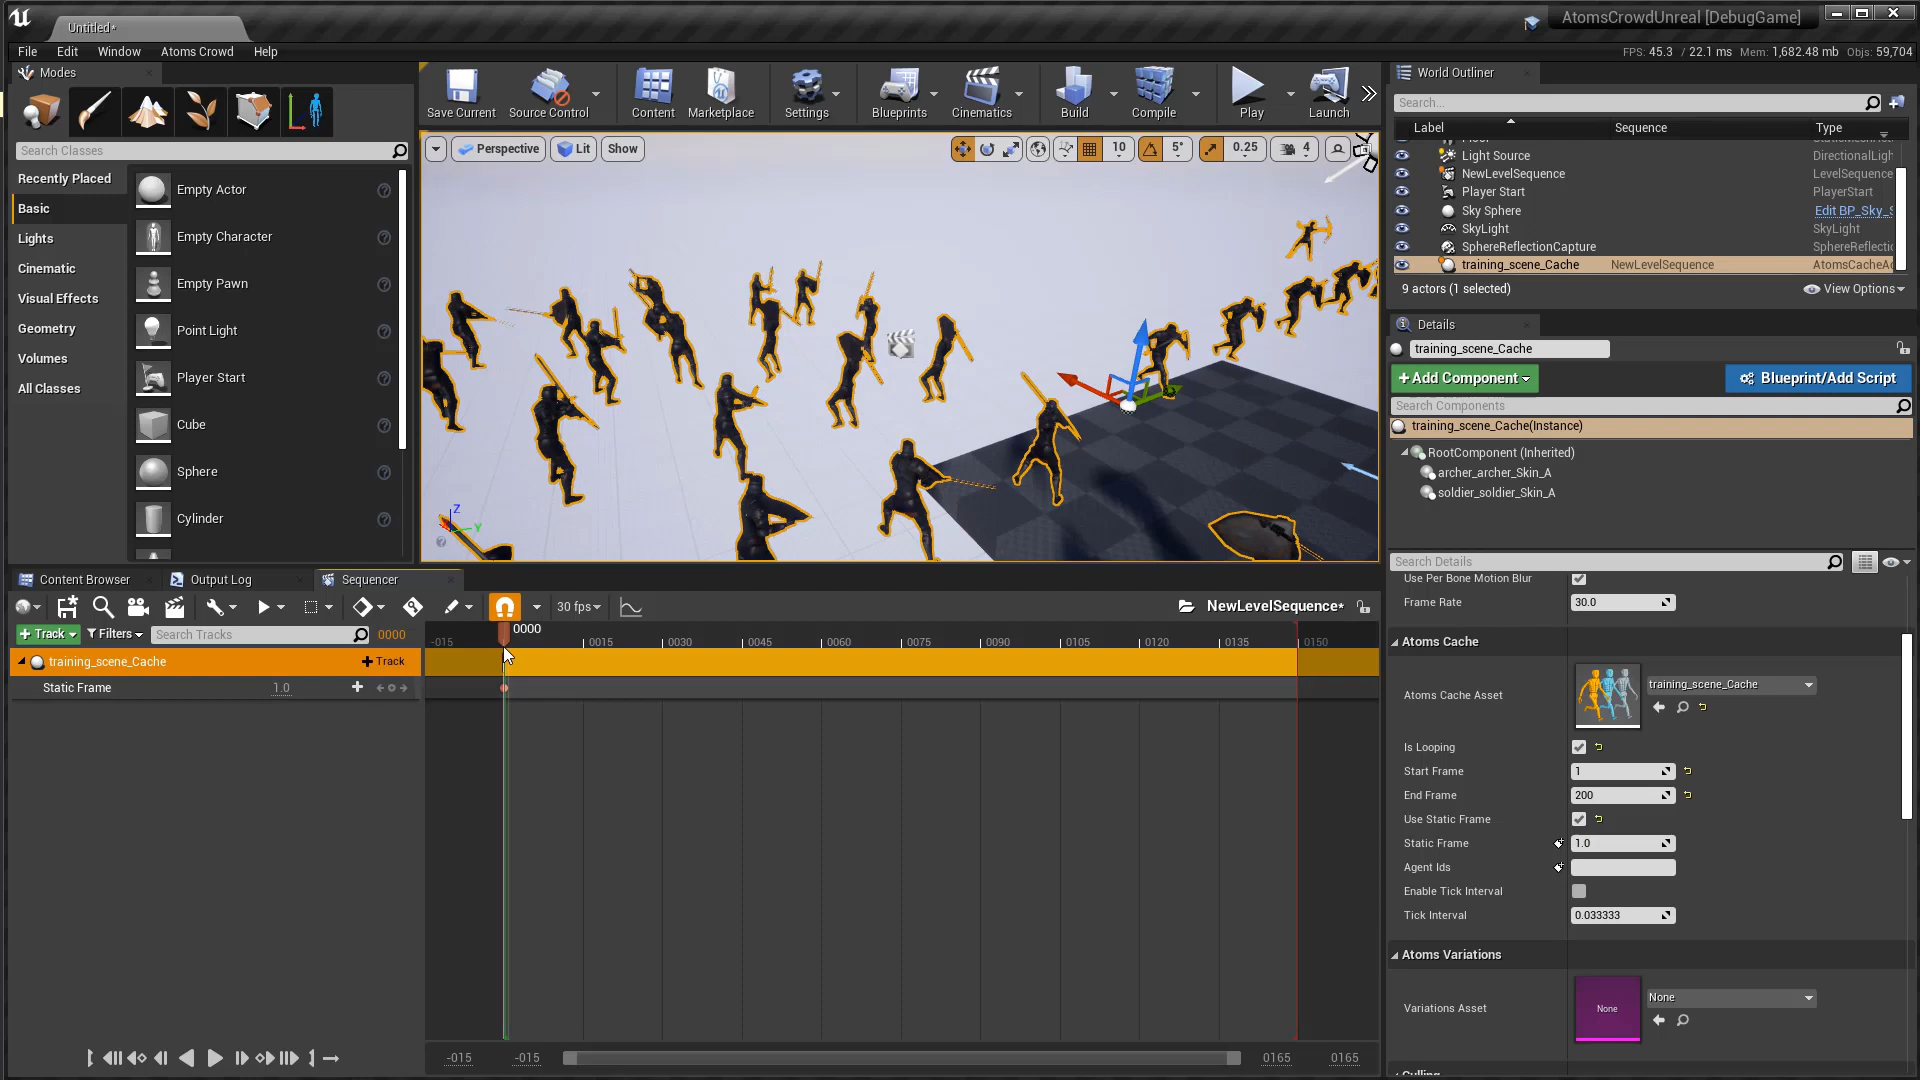 Untitled*
AtomsCrowdUnreal [DebugGame]
File Edit Window Atoms Crowd Help
FPS: 45.3 / 22.1 ms Mem: 1,682.48 mb Objs: 59,704
Modes
Search Classes
Recently Placed
Basic
Lights
Cinematic
Visual Effects
Geometry
Volumes
All Classes
Empty Actor
Empty Character
Empty Pawn
Point Light
Player Start
Cube
Sphere
Cylinder
Save Current Source Control Content Marketplace Settings Blueprints Cinematics Build Compile Play Launch
Perspective Lit Show
10 5° 0.25 4
Z
Y
World Outliner
Search...
Label Sequence Type
Light Source DirectionalLigh
NewLevelSequence LevelSequence
Player Start PlayerStart
Sky Sphere Edit BP_Sky_S
SkyLight SkyLight
SphereReflectionCapture SphereReflectic
training_scene_Cache NewLevelSequence AtomsCacheAc
9 actors (1 selected) View Options
Details
training_scene_Cache
+Add Component Blueprint/Add Script
Search Components
training_scene_Cache(Instance)
RootComponent (Inherited)
archer_archer_Skin_A
soldier_soldier_Skin_A
Search Details
Use Per Bone Motion Blur
Frame Rate 30.0
Atoms Cache
Atoms Cache Asset training_scene_Cache
Is Looping
Start Frame 1
End Frame 200
Use Static Frame
Static Frame 1.0
Agent Ids
Enable Tick Interval
Tick Interval 0.033333
Atoms Variations
Variations Asset None None
Culling
Content Browser Output Log Sequencer
30 fps NewLevelSequence*
+ Track Filters Search Tracks 0000
0000
-015 0015 0030 0045 0060 0075 0090 0105 0120 0135 0150
training_scene_Cache + Track
Static Frame 1.0
-015 -015 0165 0165